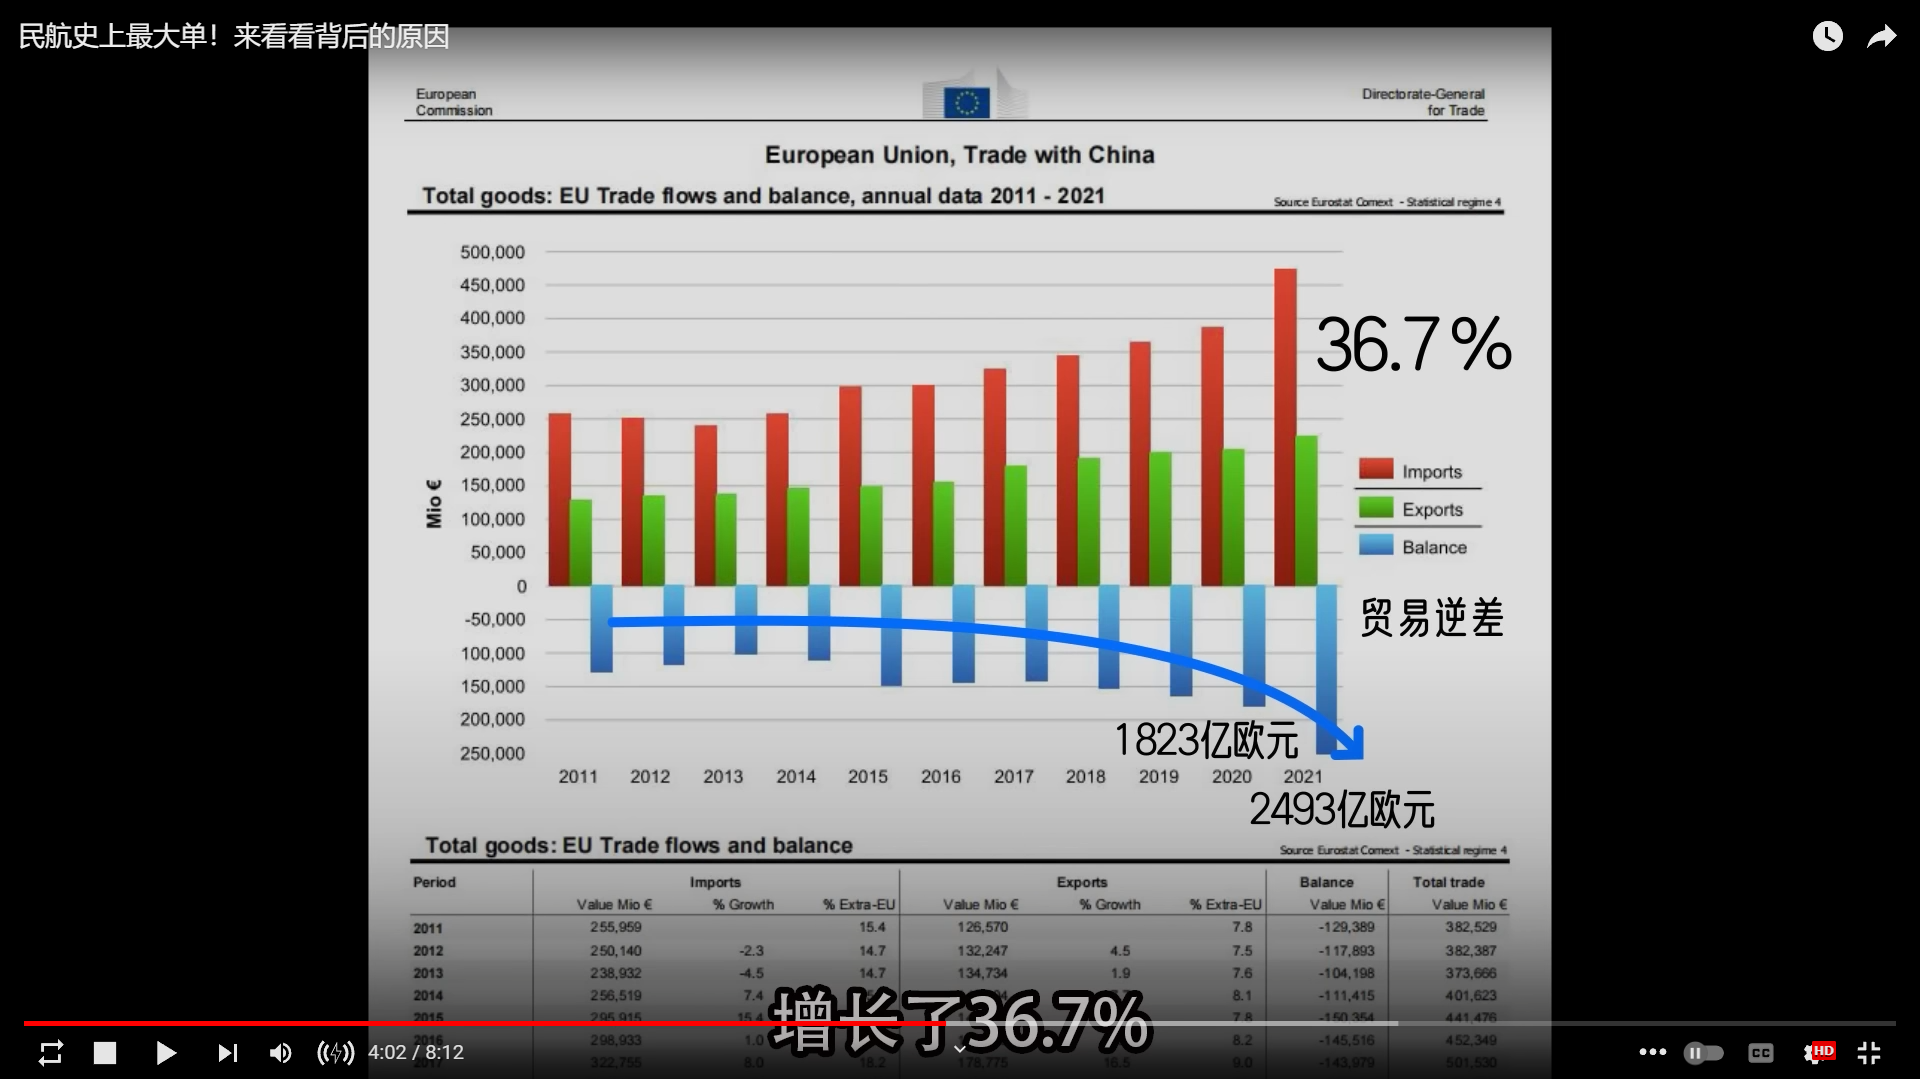 民航史上最大单！来看看背后的原因
European
Commission
Directorate-General
for Trade
European Union, Trade with China
Total goods: EU Trade flows and balance, annual data 2011 - 2021
Source Eurostat Comext - Statistical regime 4
500,000
450,000
400,000
350,000
300,000
250,000
200,000
150,000
100,000
50,000
0
-50,000
100,000
150,000
200,000
250,000
Mio €
36.7%
Imports
Exports
Balance
贸易逆差
1823亿欧元
2011 2012 2013 2014 2015 2016 2017 2018 2019 2020 2021
2493亿欧元
Total goods: EU Trade flows and balance
Source Eurostat Comext - Statistical regime 4
Period Imports Exports Balance Total trade
Value Mio € % Growth % Extra-EU Value Mio € % Growth % Extra-EU Value Mio € Value Mio €
2011 255,959 15.4 126,570 7.8 -129,389 382,529
2012 250,140 -2.3 14.7 132,247 4.5 7.5 -117,893 382,387
2013 238,932 -4.5 14.7 134,734 1.9 7.6 -104,198 373,666
2014 256,519 7.4 8.1 -111,415 401,623
2015 295,915 15.4 7.8 -150,354 441,476
2016 298,933 1.0 8.2 -145,516 452,349
2017 322,755 8.0 18.2 178,775 16.5 9.0 -143,979 501,530
增长了36.7%
4:02 / 8:12
CC
HD